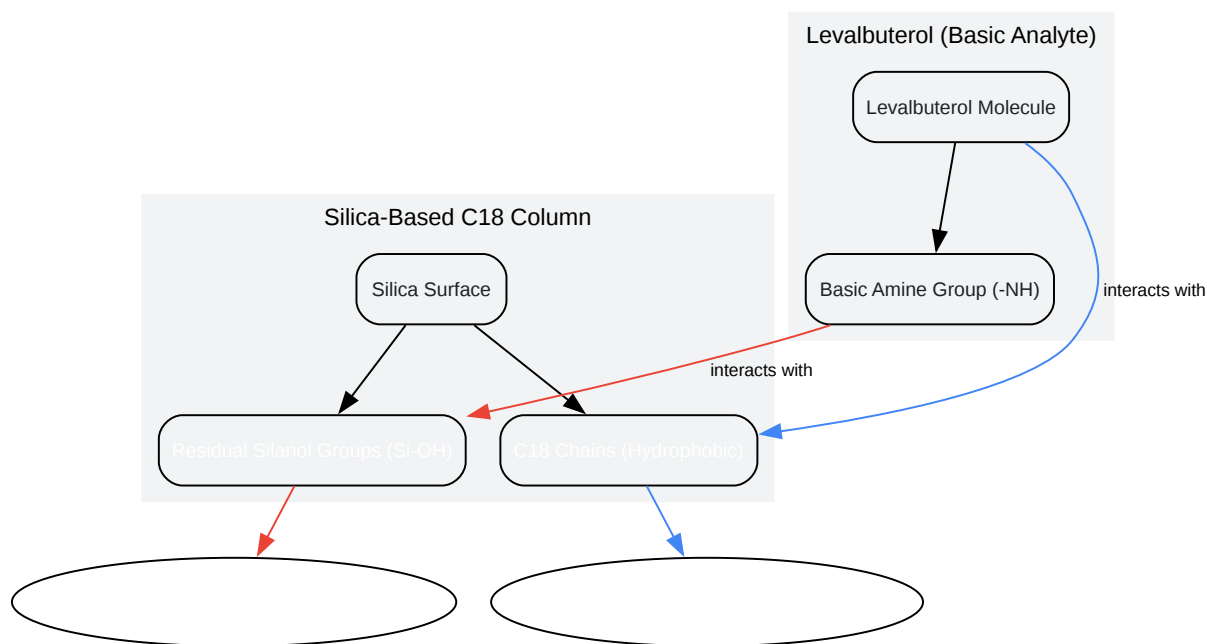 Levalbuterol (Basic Analyte)
Levalbuterol Molecule
Silica-Based C18 Column
Silica Surface
Basic Amine Group (-NH)
interacts with
interacts with
Residual Silanol Groups (Si-OH)
C18 Chains (Hydrophobic)